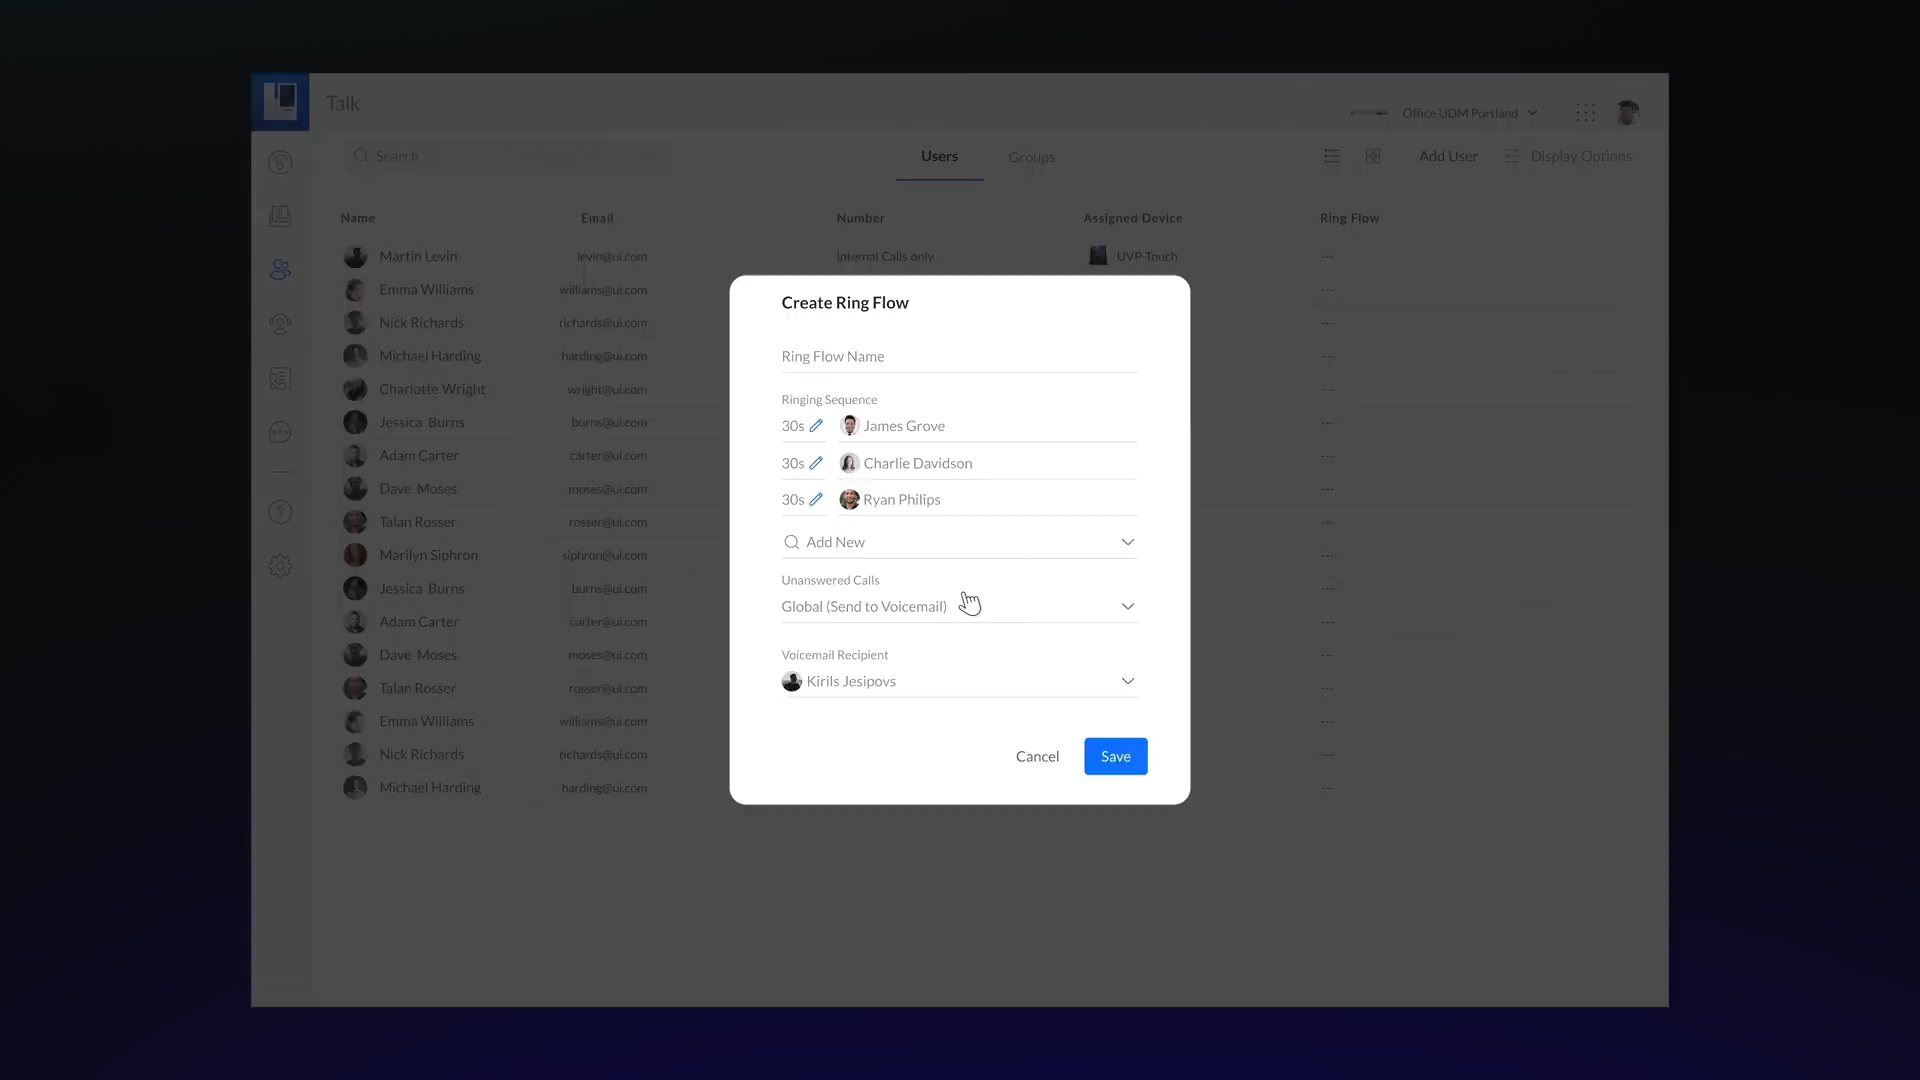 Talk
Office UDM Portland
Search
Users
Groups
Add User
Display Options
Name Email Number Assigned Device Ring Flow
Martin Levin levin@ui.com Internal Calls only UVP-Touch ---
Emma Williams williams@ui.com ---
Nick Richards richards@ui.com ---
Michael Harding harding@ui.com ---
Charlotte Wright wright@ui.com ---
Jessica Burns burns@ui.com ---
Adam Carter carter@ui.com ---
Dave Moses moses@ui.com ---
Talan Rosser rosser@ui.com ---
Marilyn Siphron siphron@ui.com ---
Jessica Burns burns@ui.com ---
Adam Carter carter@ui.com ---
Dave Moses moses@ui.com ---
Talan Rosser rosser@ui.com ---
Emma Williams williams@ui.com ---
Nick Richards richards@ui.com ---
Michael Harding harding@ui.com ---
Create Ring Flow
Ring Flow Name
Ringing Sequence
30s James Grove
30s Charlie Davidson
30s Ryan Philips
Add New
Unanswered Calls
Global (Send to Voicemail)
Voicemail Recipient
Kirils Jesipovs
Cancel
Save